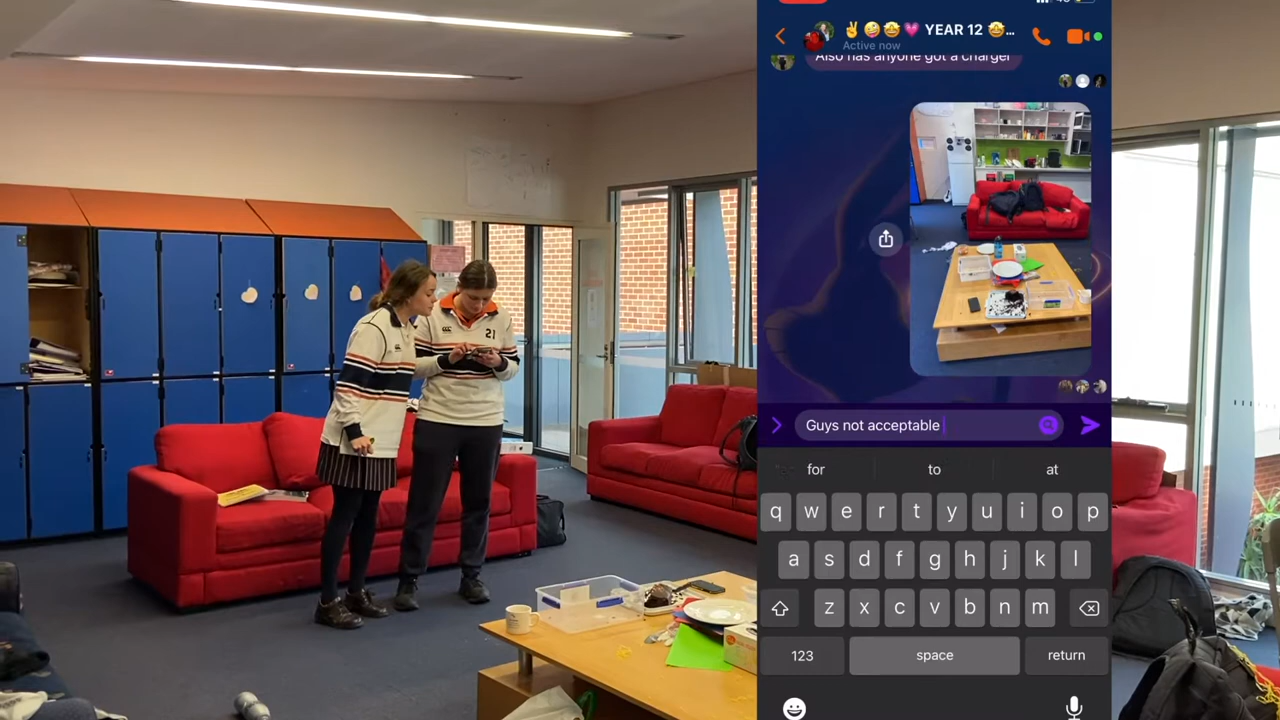 ✌️🤪🤩💗 YEAR 12 🤩...
Active now
Also has anyone got a charger
21
Guys not acceptable
for to at
q w e r t y u i o p
a s d f g h j k l
z x c v b n m
123 space return